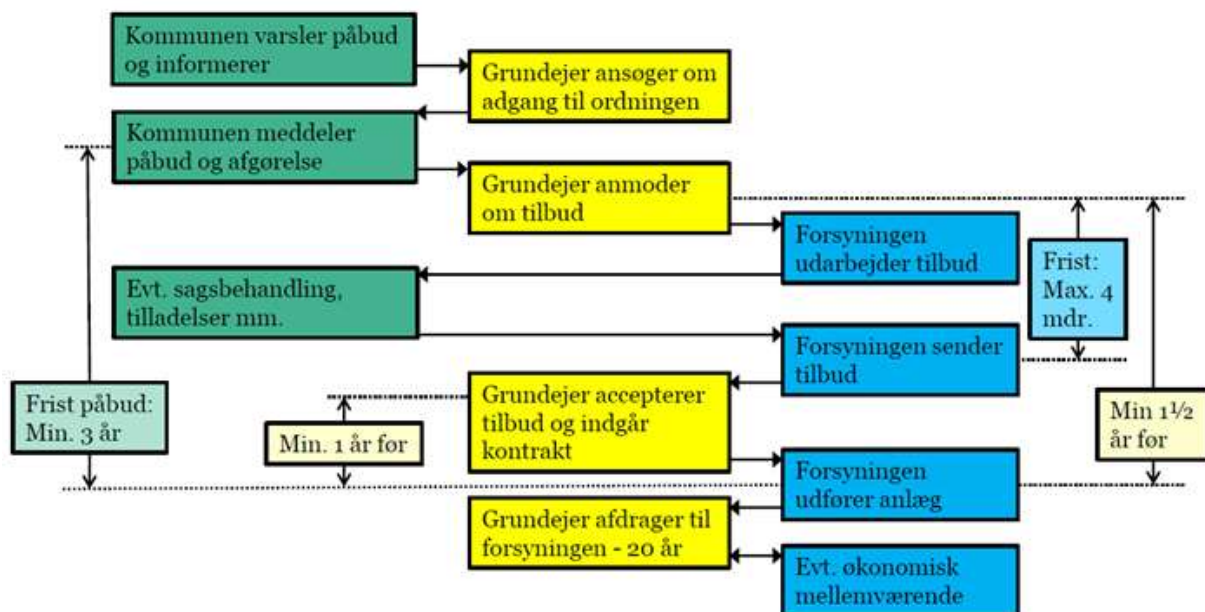 Kommunen varsler påbud
og informerer
Grundejer ansøger om
adgang til ordningen
Kommunen meddeler
påbud og afgørelse
Grundejer anmoder
om tilbud
Forsyningen
udarbejder tilbud
Frist:
Max. 4
mdr.
Evt. sagsbehandling,
tilladelser mm.
Forsyningen sender
tilbud
Grundejer accepterer
tilbud og indgår
kontrakt
Frist påbud:
Min. 3 år
Min. 1 år før
Min 1½
år før
Forsyningen
udfører anlæg
Grundejer afdrager til
forsyningen - 20 år
Evt. økonomisk
mellemværende